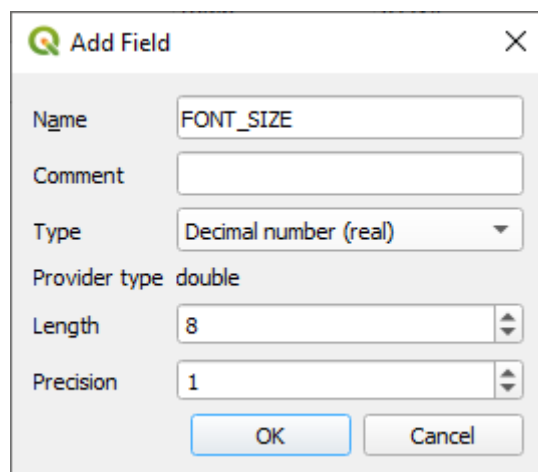 Add Field
Name FONT_SIZE
Comment
Type Decimal number (real)
Provider type double
Length 8
Precision 1
OK Cancel